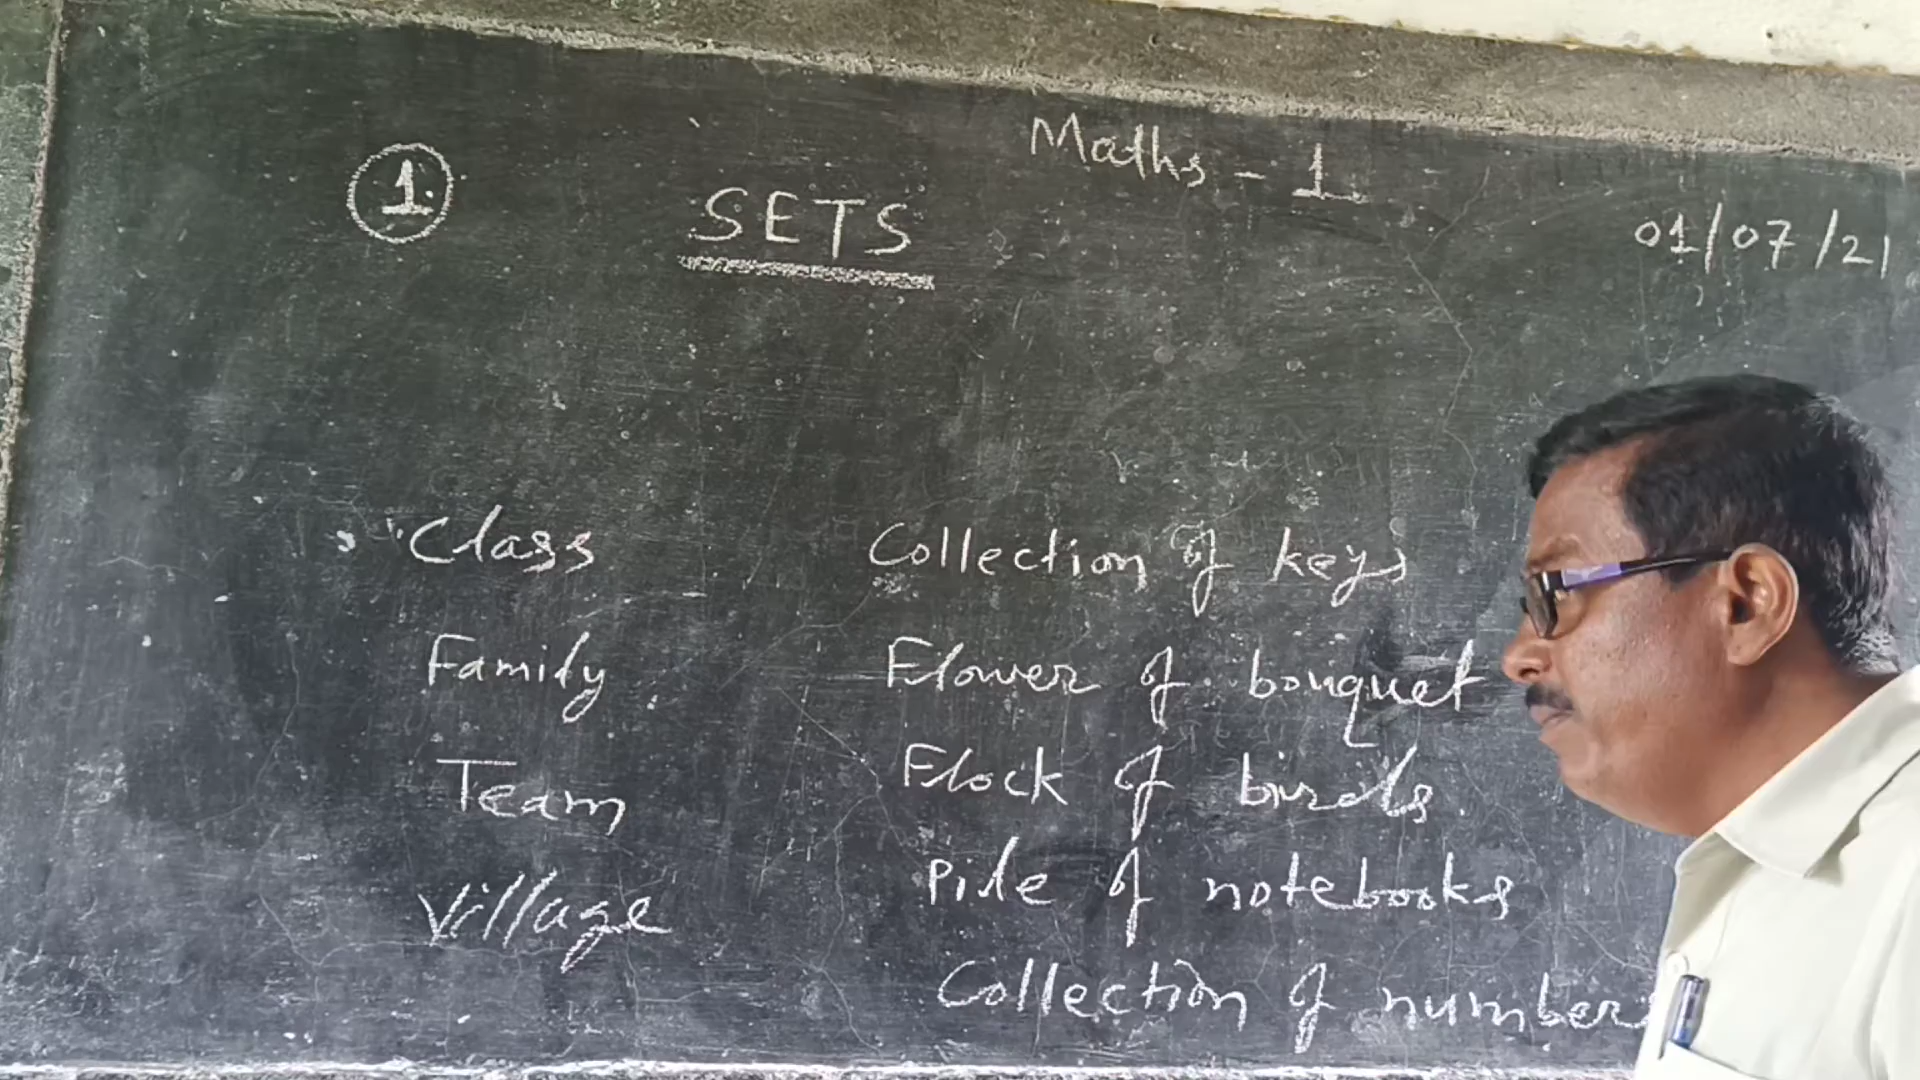 Maths - 1
1.
SETS
01/07/21
Class
Collection of keys
Family
Flower of bouquet
Team
Flock of birds
Village
Pile of notebooks
Collection of numbers